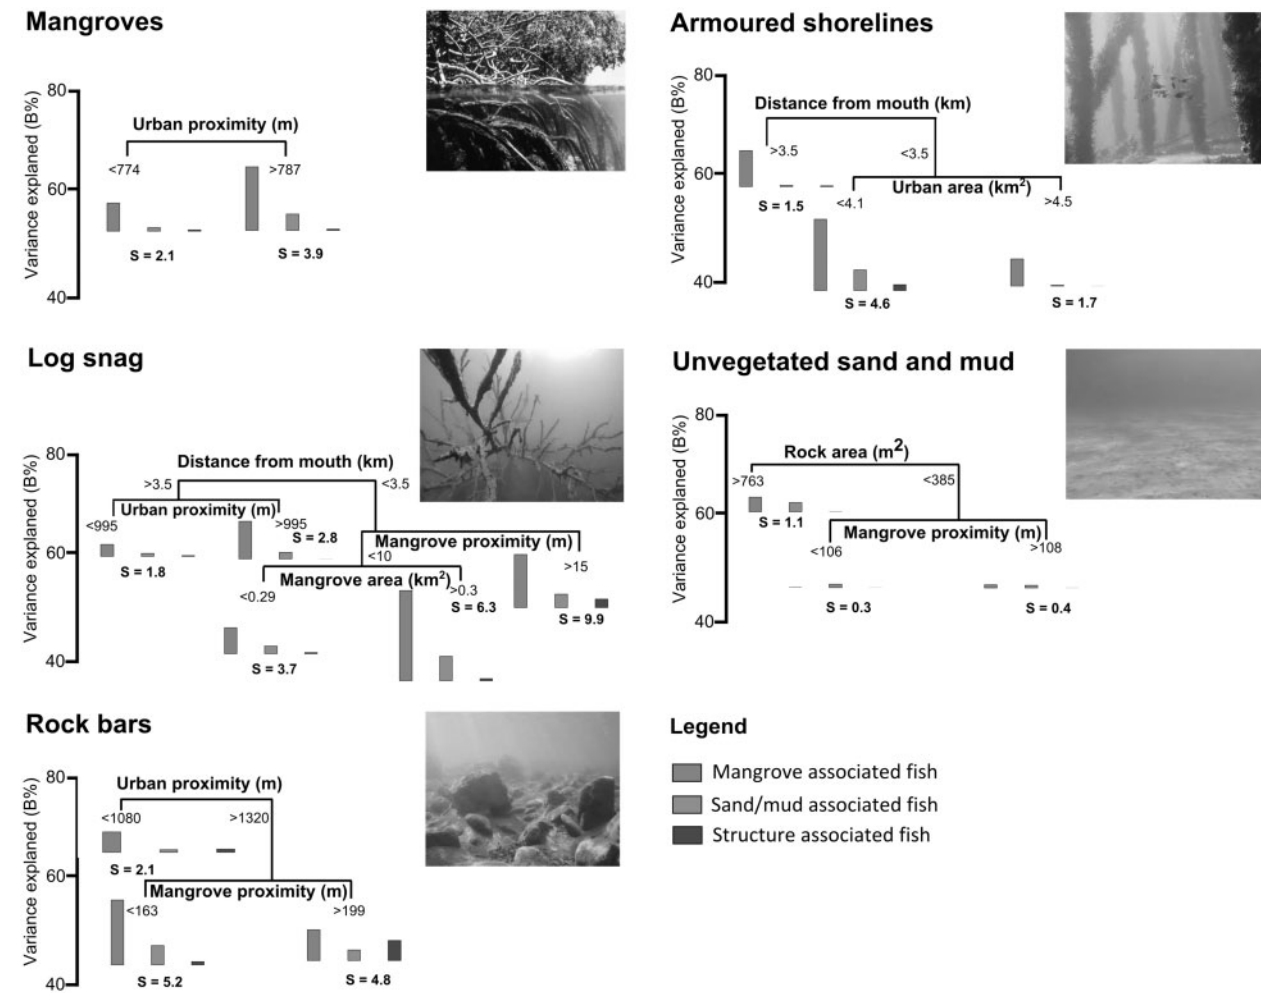 Mangroves
Variance explaned (B%)
80
60
40
Urban proximity (m)
<774
>787
S = 2.1
S = 3.9
Armoured shorelines
Variance explaned (B%)
80
60
40
Distance from mouth (km)
>3.5
<3.5
Urban area (km²)
<4.1
>4.5
S = 1.5
S = 4.6
S = 1.7
Log snag
Variance explaned (B%)
80
60
40
Distance from mouth (km)
>3.5
<3.5
Urban proximity (m)
<995
>995
S = 2.8
Mangrove proximity (m)
S = 1.8
<10
>15
Mangrove area (km²)
<0.29
>0.3
S = 6.3
S = 9.9
S = 3.7
Unvegetated sand and mud
Variance explaned (B%)
80
60
40
Rock area (m²)
>763
<385
S = 1.1
Mangrove proximity (m)
<106
>108
S = 0.3
S = 0.4
Rock bars
Variance explaned (B%)
80
60
40
Urban proximity (m)
<1080
>1320
S = 2.1
Mangrove proximity (m)
<163
>199
S = 5.2
S = 4.8
Legend
Mangrove associated fish
Sand/mud associated fish
Structure associated fish